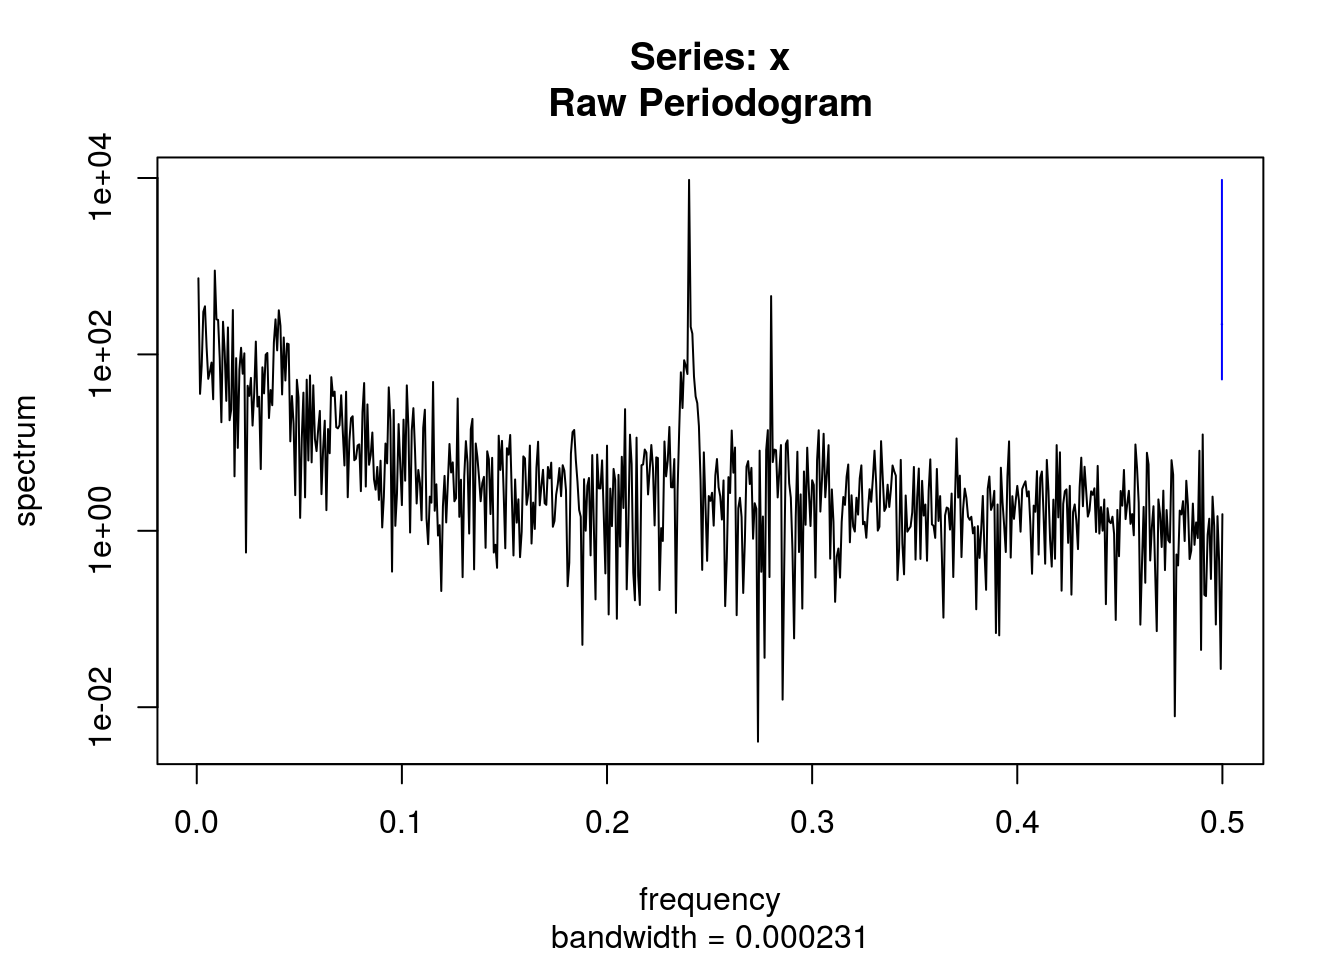 Series: x
Raw Periodogram
spectrum
1e+04
1e+02
1e+00
1e-02
0.0 0.1 0.2 0.3 0.4 0.5
frequency
bandwidth = 0.000231